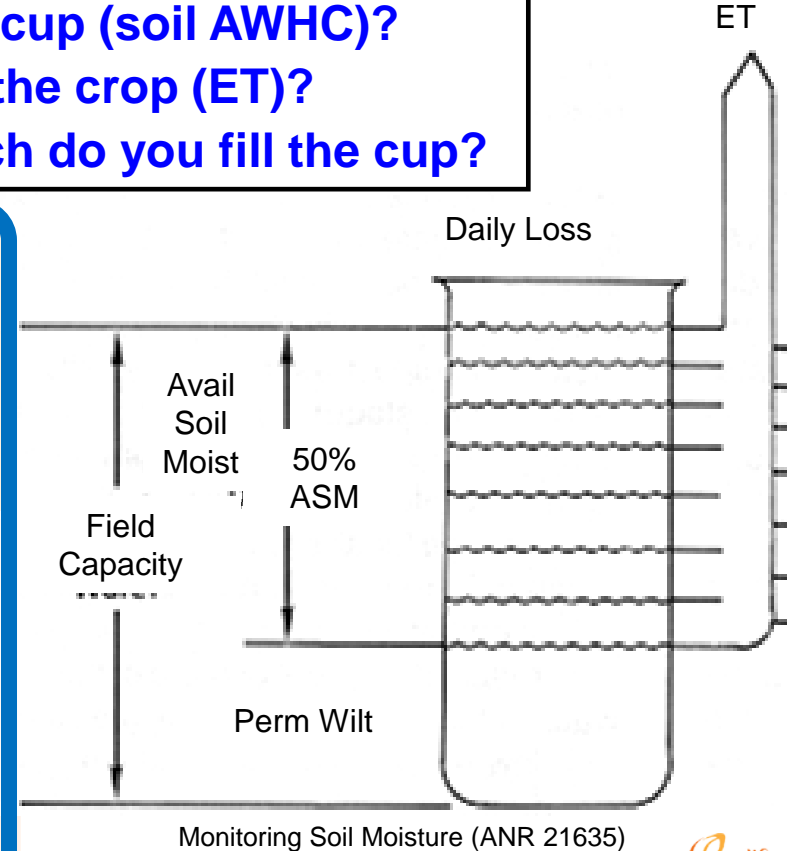 cup (soil AWHC)?
the crop (ET)?
ch do you fill the cup?
ET
Daily Loss
Avail
Soil
Moist
50%
ASM
Field
Capacity
Perm Wilt
Monitoring Soil Moisture (ANR 21635)